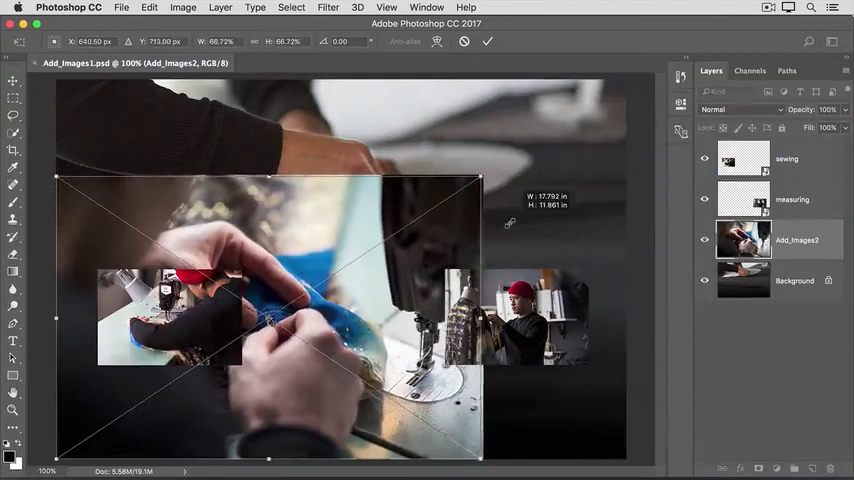 Photoshop CC File Edit Image Layer Type Select Filter 3D View Window Help
Adobe Photoshop CC 2017
X: 640.50 px Y: 713.00 px W: 66.72% H: 66.72% 0.00 ° Anti-alias:
× Add_Images1.psd @ 100% (Add_Images2, RGB/8)
Layers Channels Paths
Kind
Normal Opacity: 100%
Lock: Fill: 100%
sewing
W: 17.792 in
H: 11.861 in
measuring
Add_Images2
Background
100% Doc: 5.58M/19.1M